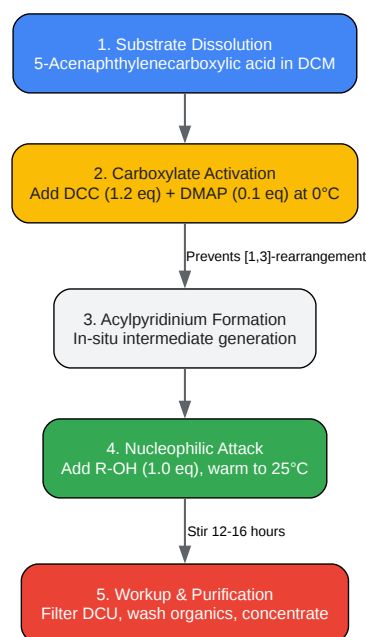 1. Substrate Dissolution
5-Acenaphthylenecarboxylic acid in DCM
2. Carboxylate Activation
Add DCC (1.2 eq) + DMAP (0.1 eq) at 0°C
Prevents [1,3]-rearrangement
3. Acylpyridinium Formation
In-situ intermediate generation
4. Nucleophilic Attack
Add R-OH (1.0 eq), warm to 25°C
Stir 12-16 hours
5. Workup & Purification
Filter DCU, wash organics, concentrate